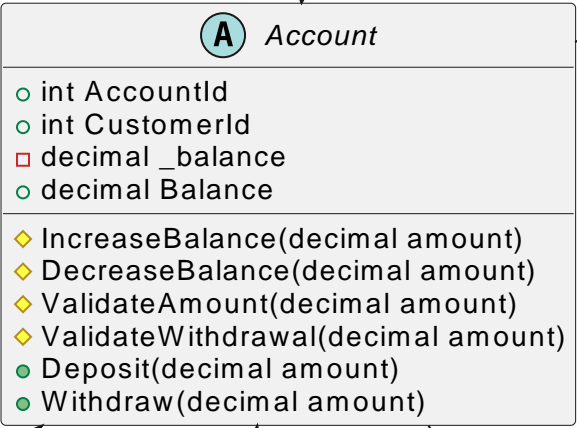 A Account
int AccountId
int CustomerId
decimal _balance
decimal Balance
IncreaseBalance(decimal amount)
DecreaseBalance(decimal amount)
ValidateAmount(decimal amount)
ValidateWithdrawal(decimal amount)
Deposit(decimal amount)
Withdraw(decimal amount)